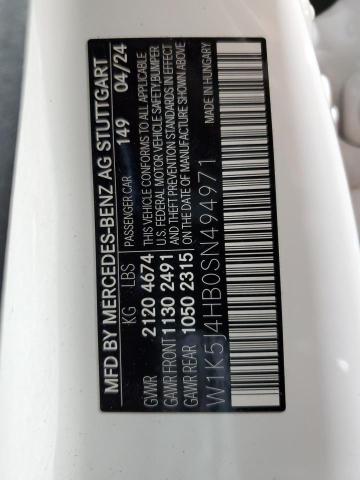 MFD BY MERCEDES-BENZ AG STUTTGART
PASSENGER CAR 149 04/24
KG LBS
GVWR 2120 4674
GAWR FRONT 1130 2491
GAWR REAR 1050 2315
THIS VEHICLE CONFORMS TO ALL APPLICABLE
U.S. FEDERAL MOTOR VEHICLE SAFETY,BUMPER
AND THEFT PREVENTION STANDARDS IN EFFECT
ON THE DATE OF MANUFACTURE SHOWN ABOVE
W1K5J4HB0SN494971
MADE IN HUNGARY